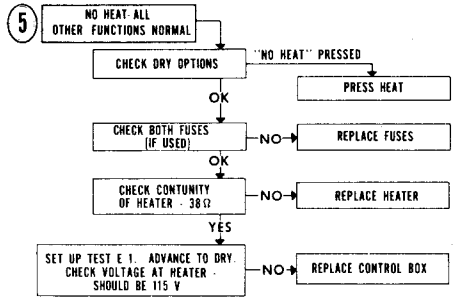 5
NO HEAT-ALL
OTHER FUNCTIONS NORMAL
CHECK DRY OPTIONS
"NO HEAT" PRESSED
PRESS HEAT
OK
CHECK BOTH FUSES
(IF USED)
NO
REPLACE FUSES
OK
CHECK CONTUNITY
OF HEATER - 38Ω
NO
REPLACE HEATER
YES
SET UP TEST E 1. ADVANCE TO DRY.
CHECK VOLTAGE AT HEATER -
SHOULD BE 115 V
NO
REPLACE CONTROL BOX